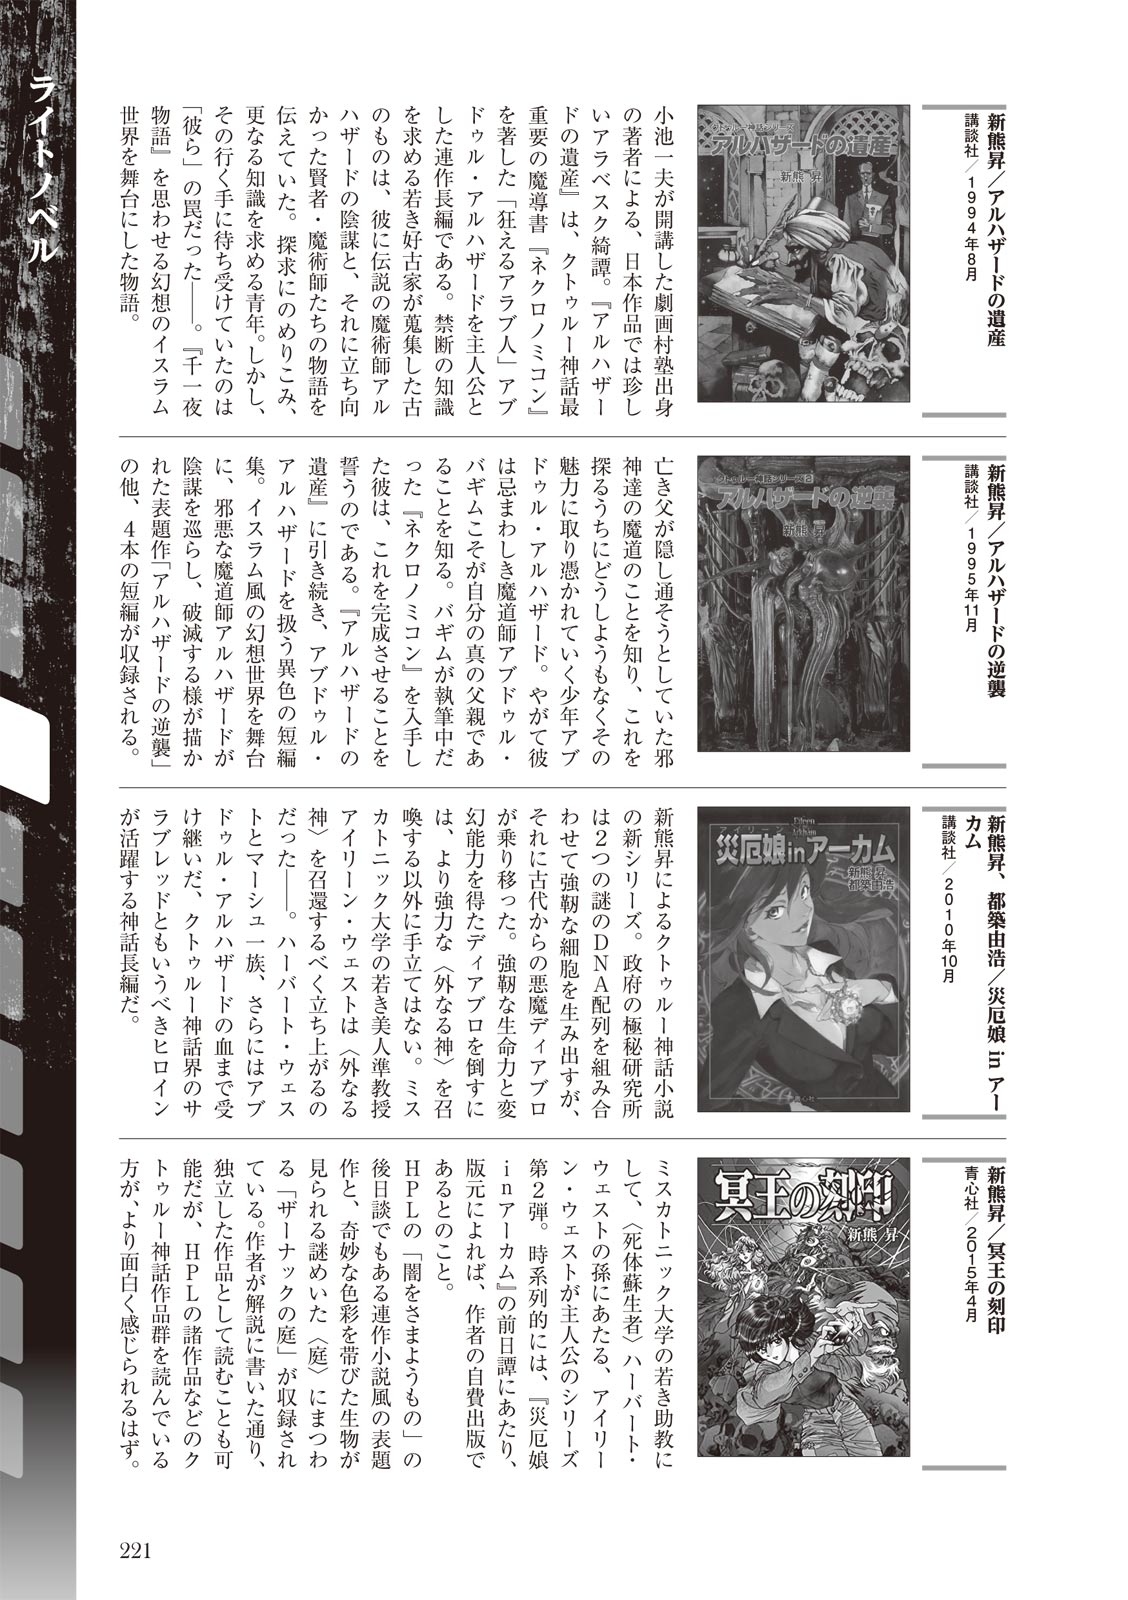 ライトノベル
新熊昇／アルハザードの遺産
講談社／1994年8月
クトゥルー神話シリーズ
アルハザードの遺産
新熊 昇
小池一夫が開講した劇画村塾出身
の著者による、日本作品では珍し
いアラベスク綺譚。『アルハザー
ドの遺産』は、クトゥルー神話最
重要の魔導書『ネクロノミコン』
を著した「狂えるアラブ人」アブ
ドゥル・アルハザードを主人公と
した連作長編である。禁断の知識
を求める若き好古家が蒐集した古
のものは、彼に伝説の魔術師アル
ハザードの陰謀と、それに立ち向
かった賢者・魔術師たちの物語を
伝えていた。探求にのめりこみ、
更なる知識を求める青年。しかし、
その行く手に待ち受けていたのは
「彼ら」の罠だった――。『千一夜
物語』を思わせる幻想のイスラム
世界を舞台にした物語。
新熊昇／アルハザードの逆襲
講談社／1995年11月
クトゥルー神話シリーズ2
アルハザードの逆襲
新熊 昇
亡き父が隠し通そうとしていた邪
神達の魔道のことを知り、これを
探るうちにどうしようもなくその
魅力に取り憑かれていく少年アブ
ドゥル・アルハザード。やがて彼
は忌まわしき魔道師アブドゥル・
バギムこそが自分の真の父親であ
ることを知る。バギムが執筆中だ
った『ネクロノミコン』を入手し
た彼は、これを完成させることを
誓うのである。『アルハザードの
遺産』に引き続き、アブドゥル・
アルハザードを扱う異色の短編
集。イスラム風の幻想世界を舞台
に、邪悪な魔道師アルハザードが
陰謀を巡らし、破滅する様が描か
れた表題作「アルハザードの逆襲」
の他、4本の短編が収録される。
新熊昇、都築由浩／災厄娘 in アー
カム
講談社／2010年10月
Eileen in Arkham
アイリーン
災厄娘inアーカム
新熊 昇
都築由浩
青心社
新熊昇によるクトゥルー神話小説
の新シリーズ。政府の極秘研究所
は2つの謎のDNA配列を組み合
わせて強靭な細胞を生み出すが、
それに古代からの悪魔ディアブロ
が乗り移った。強靭な生命力と変
幻能力を得たディアブロを倒すに
は、より強力な〈外なる神〉を召
喚する以外に手立てはない。ミス
カトニック大学の若き美人準教授
アイリーン・ウェストは〈外なる
神〉を召還するべく立ち上がるの
だった――。ハーバート・ウェス
トとマーシュ一族、さらにはアブ
ドゥル・アルハザードの血まで受
け継いだ、クトゥルー神話界のサ
ラブレッドともいうべきヒロイン
が活躍する神話長編だ。
新熊昇／冥王の刻印
青心社／2015年4月
冥王の刻印
新熊 昇
ミスカトニック大学の若き助教に
して、〈死体蘇生者〉ハーバート・
ウェストの孫にあたる、アイリー
ン・ウェストが主人公のシリーズ
第2弾。時系列的には、『災厄娘
inアーカム』の前日譚にあたり、
版元によれば、作者の自費出版で
あるとのこと。
HPLの「闇をさまようもの」の
後日談でもある連作小説風の表題
作と、奇妙な色彩を帯びた生物が
見られる謎めいた〈庭〉にまつわ
る「ザーナックの庭」が収録され
ている。作者が解説に書いた通り、
独立した作品として読むことも可
能だが、HPLの諸作品などのク
トゥルー神話作品群を読んでいる
方が、より面白く感じられるはず。
221